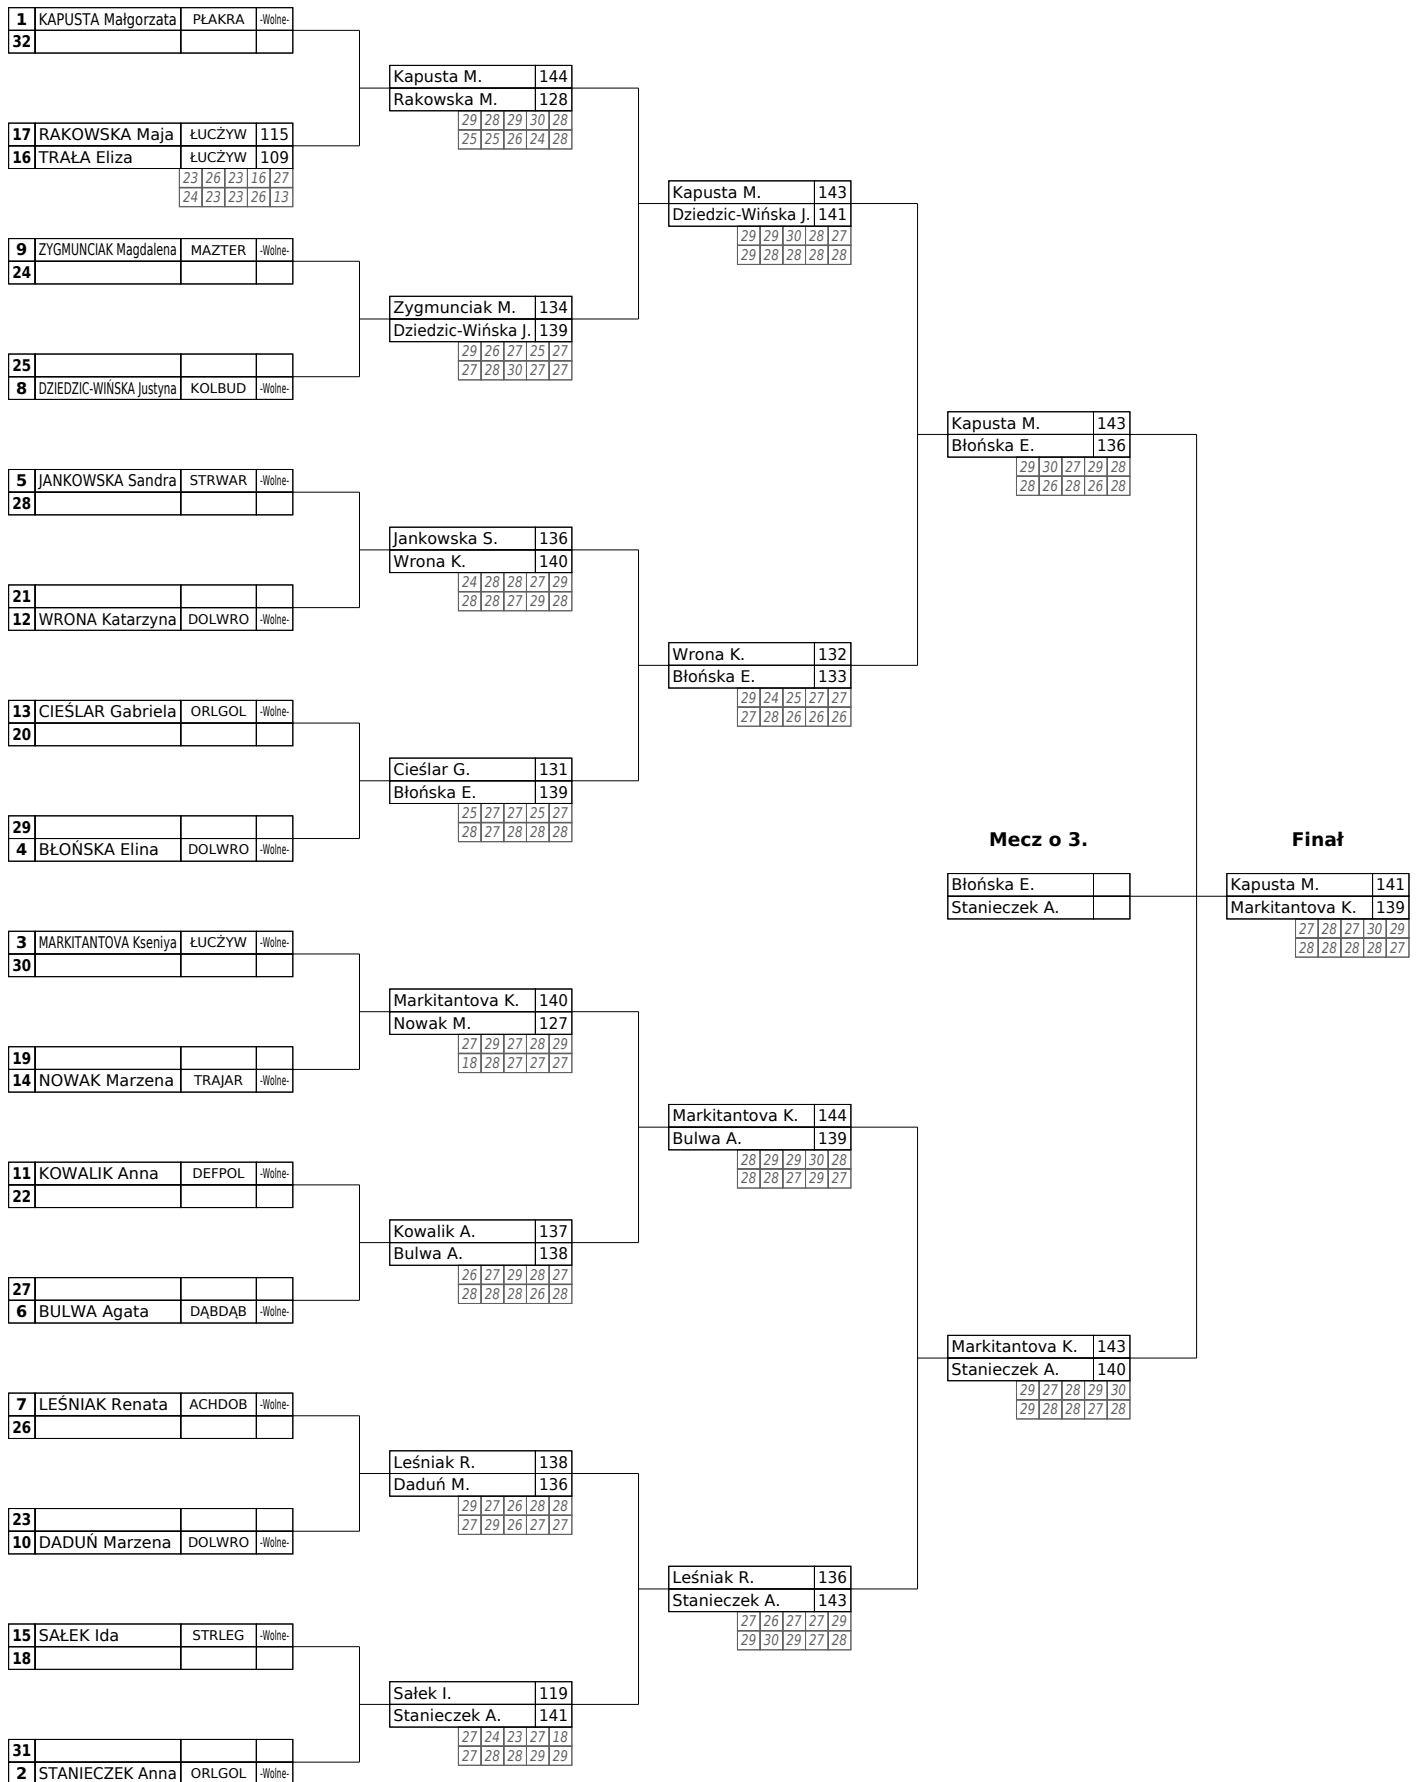 1 KAPUSTA Małgorzata PŁAKRA -Wolne-
32
Kapusta M. 144
Rakowska M. 128
29 28 29 30 28
25 25 26 24 28
17 RAKOWSKA Maja ŁUCŻYW 115
16 TRAŁA Eliza ŁUCŻYW 109
23 26 23 16 27
24 23 23 26 13
Kapusta M. 143
Dziedzic-Wińska J. 141
29 29 30 28 27
29 28 28 28 28
9 ZYGMUNCIAK Magdalena MAZTER -Wolne-
24
Zygmunciak M. 134
Dziedzic-Wińska J. 139
29 26 27 25 27
27 28 30 27 27
25
8 DZIEDZIC-WIŃSKA Justyna KOLBUD -Wolne-
Kapusta M. 143
Błońska E. 136
29 30 27 29 28
28 26 28 26 28
5 JANKOWSKA Sandra STRWAR -Wolne-
28
Jankowska S. 136
Wrona K. 140
24 28 28 27 29
28 28 27 29 28
21
12 WRONA Katarzyna DOLWRO -Wolne-
Wrona K. 132
Błońska E. 133
29 24 25 27 27
27 28 26 26 26
13 CIEŚLAR Gabriela ORLGOL -Wolne-
20
Cieślar G. 131
Błońska E. 139
25 27 27 25 27
28 27 28 28 28
29
4 BŁOŃSKA Elina DOLWRO -Wolne-
Mecz o 3. Finał
Błońska E.
Stanieczek A.
Kapusta M. 141
Markitantova K. 139
27 28 27 30 29
28 28 28 28 27
3 MARKITANTOVA Kseniya ŁUCŻYW -Wolne-
30
Markitantova K. 140
Nowak M. 127
27 29 27 28 29
18 28 27 27 27
19
14 NOWAK Marzena TRAJAR -Wolne-
Markitantova K. 144
Bulwa A. 139
28 29 29 30 28
28 28 27 29 27
11 KOWALIK Anna DEFPOL -Wolne-
22
Kowalik A. 137
Bulwa A. 138
26 27 29 28 27
28 28 28 26 28
27
6 BULWA Agata DĄBDĄB -Wolne-
Markitantova K. 143
Stanieczek A. 140
29 27 28 29 30
29 28 28 27 28
7 LEŚNIAK Renata ACHDOB -Wolne-
26
Leśniak R. 138
Daduń M. 136
29 27 26 28 28
27 29 26 27 27
23
10 DADUŃ Marzena DOLWRO -Wolne-
Leśniak R. 136
Stanieczek A. 143
27 26 27 27 29
29 30 29 27 28
15 SAŁEK Ida STRLEG -Wolne-
18
Sałek I. 119
Stanieczek A. 141
27 24 23 27 18
27 28 28 29 29
31
2 STANIECZEK Anna ORLGOL -Wolne-